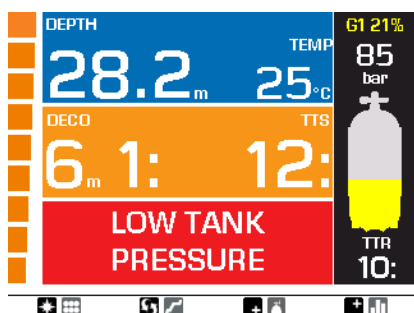 DEPTH
TEMP
28.2m 25°C
DECO TTS
6m 1: 12:
LOW TANK
PRESSURE
G1 21%
85
bar
TTR
10: